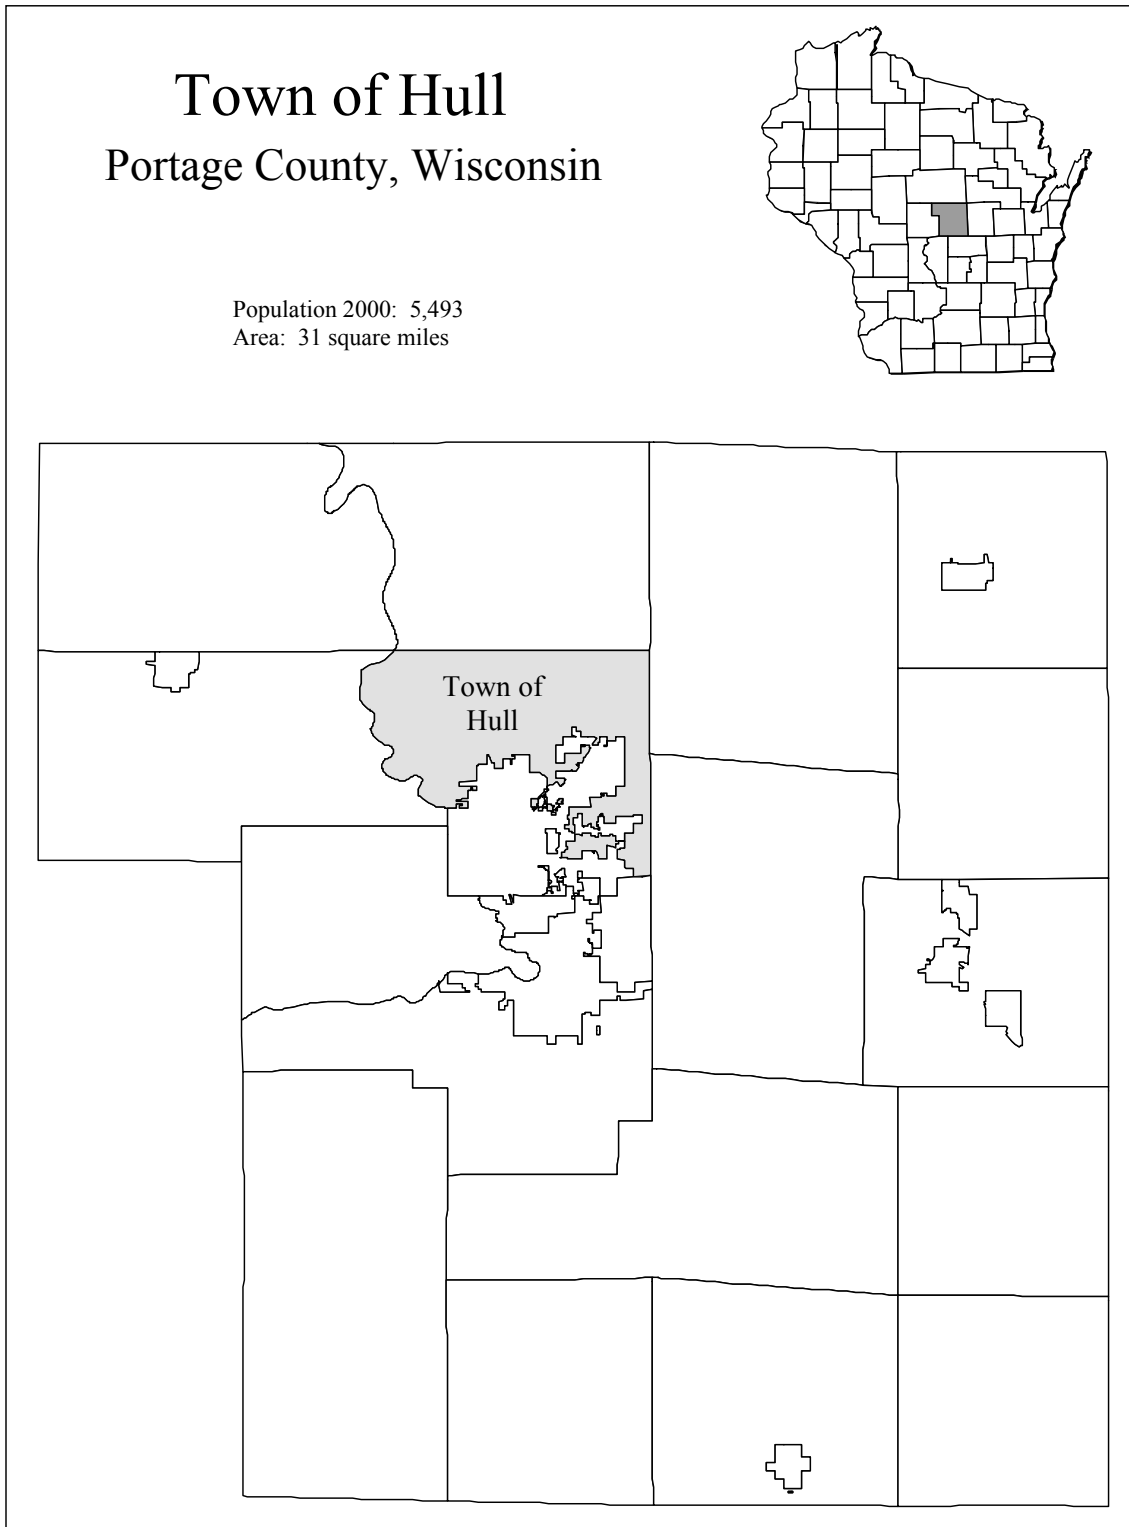 Town of Hull
Portage County, Wisconsin
Population 2000: 5,493
Area: 31 square miles
Town of
Hull